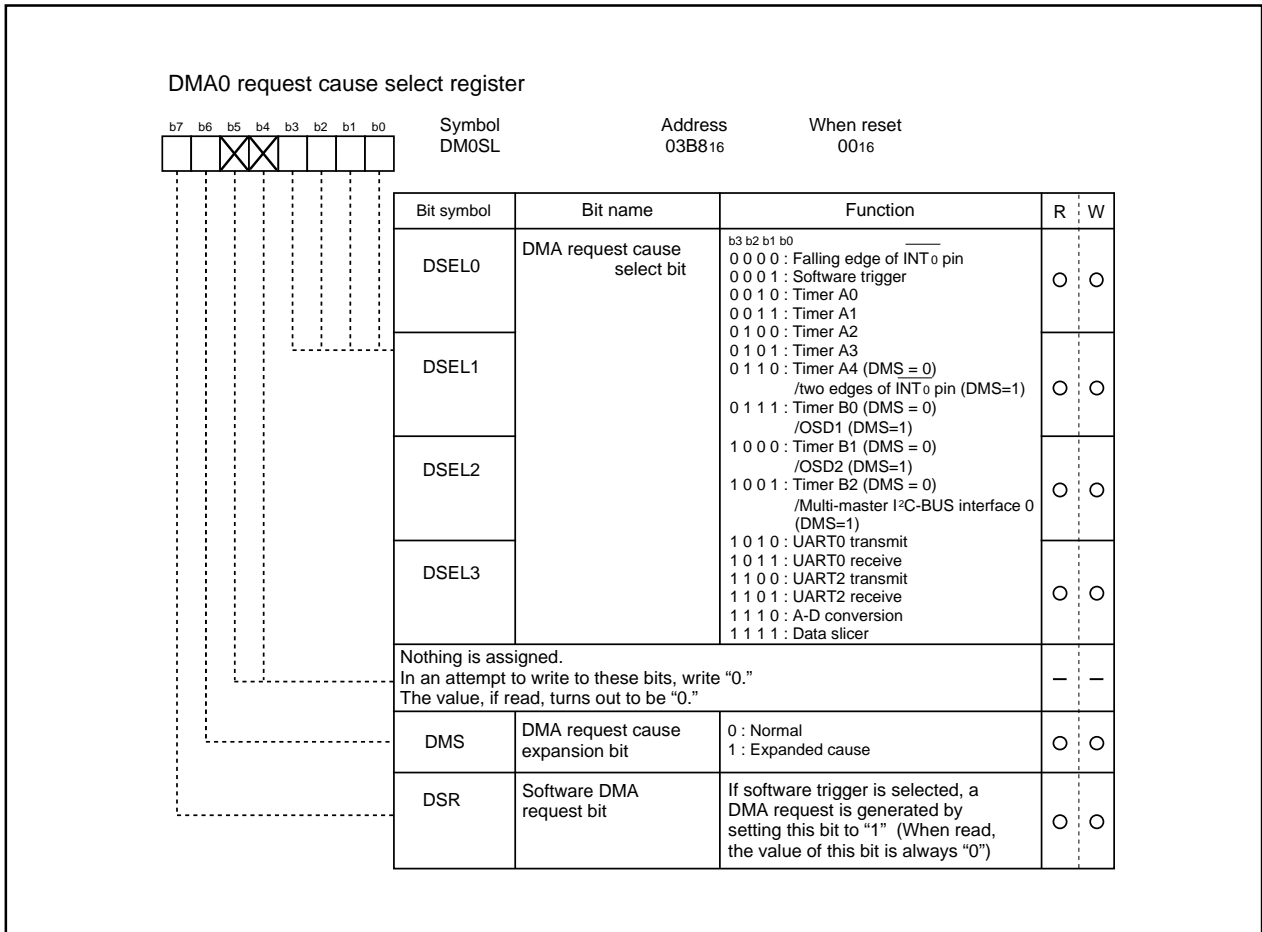 DMA0 request cause select register
b7 b6 b5 b4 b3 b2 b1 b0
Symbol Address When reset
DM0SL 03B816 0016
Bit symbol Bit name Function R W
DSEL0
DSEL1
DSEL2
DSEL3
DMA request cause
select bit
b3 b2 b1 b0
0 0 0 0 : Falling edge of INT0 pin
0 0 0 1 : Software trigger
0 0 1 0 : Timer A0
0 0 1 1 : Timer A1
0 1 0 0 : Timer A2
0 1 0 1 : Timer A3
0 1 1 0 : Timer A4 (DMS = 0)
/two edges of INT0 pin (DMS=1)
0 1 1 1 : Timer B0 (DMS = 0)
/OSD1 (DMS=1)
1 0 0 0 : Timer B1 (DMS = 0)
/OSD2 (DMS=1)
1 0 0 1 : Timer B2 (DMS = 0)
/Multi-master I²C-BUS interface 0
(DMS=1)
1 0 1 0 : UART0 transmit
1 0 1 1 : UART0 receive
1 1 0 0 : UART2 transmit
1 1 0 1 : UART2 receive
1 1 1 0 : A-D conversion
1 1 1 1 : Data slicer
Nothing is assigned.
In an attempt to write to these bits, write “0.”
The value, if read, turns out to be “0.”
– –
DMS
DMA request cause
expansion bit
0 : Normal
1 : Expanded cause
DSR
Software DMA
request bit
If software trigger is selected, a
DMA request is generated by
setting this bit to “1” (When read,
the value of this bit is always “0”)